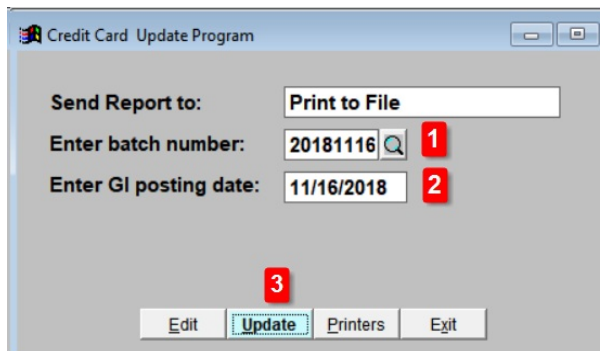 Credit Card Update Program
Send Report to: Print to File
Enter batch number: 20181116 1
Enter Gl posting date: 11/16/2018 2
3
Edit Update Printers Exit